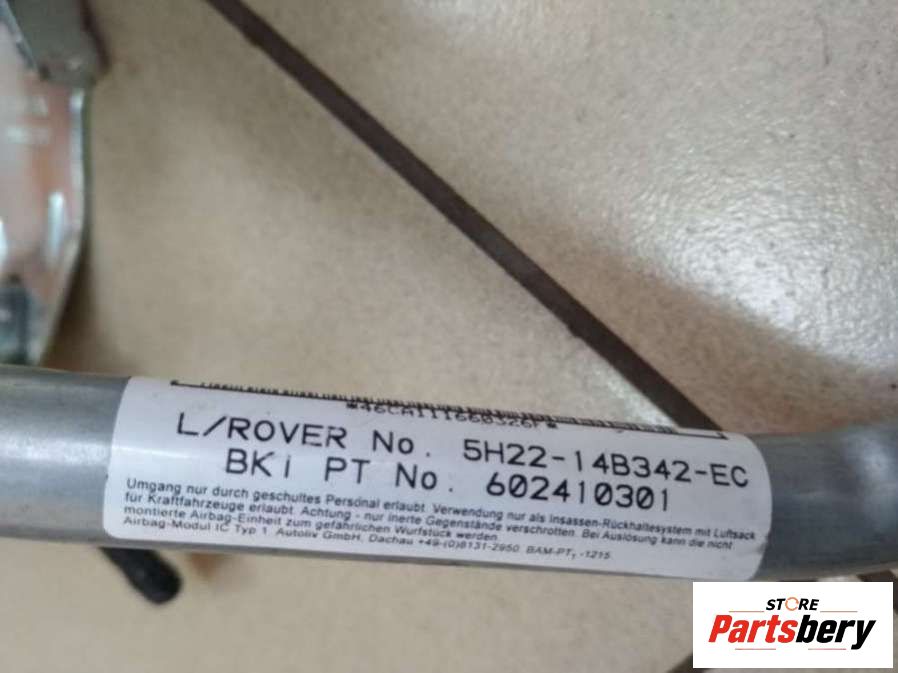 *46CA111660326F*
L/ROVER No. 5H22-14B342-EC
BKi PT No. 602410301
Umgang nur durch geschultes Personal erlaubt. Verwendung nur als Insassen-Rückhaltesystem mit Luftsack
für Kraftfahrzeuge erlaubt. Achtung - nur inerte Gegenstände verschrotten. Bei Auslösung kann die nicht
montierte Airbag-Einheit zum gefährlichen Wurfstück werden.
Airbag-Modul IC Typ 1. Autoliv GmbH, Dachau +49-(0)8131-2950. BAM-PT₁ -1215.
STORE
Partsbery